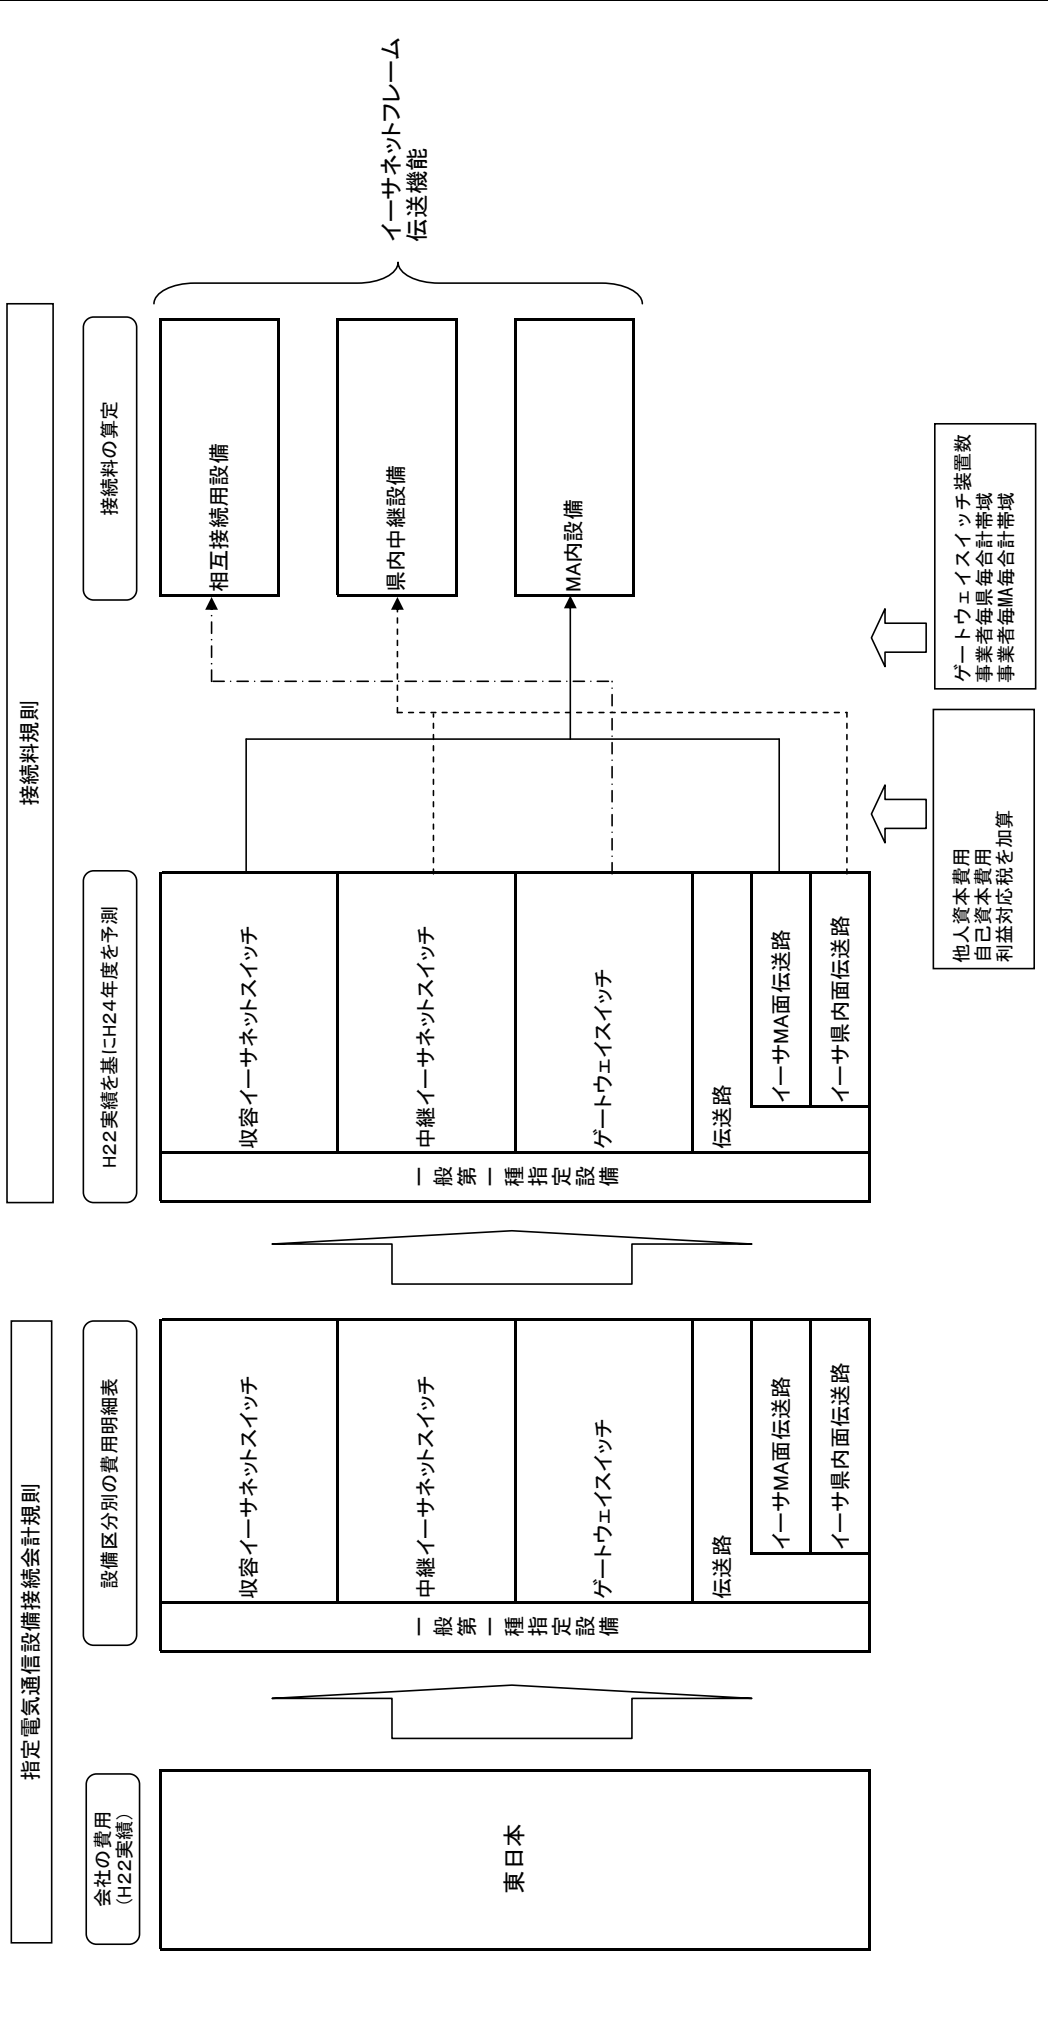 指定電気通信設備接続会計規則
接続料規則
会社の費用
(H22実績)
設備区分別の費用明細表
H22実績を基にH24年度を予測
接続料の算定
東日本
一般第一種指定設備
収容イーサネットスイッチ
中継イーサネットスイッチ
ゲートウェイスイッチ
伝送路
イーサMA面伝送路
イーサ県内面伝送路
一般第一種指定設備
収容イーサネットスイッチ
中継イーサネットスイッチ
ゲートウェイスイッチ
伝送路
イーサMA面伝送路
イーサ県内面伝送路
相互接続用設備
県内中継設備
MA内設備
イーサネットフレーム
伝送機能
他人資本費用
自己資本費用
利益対応税を加算
ゲートウェイスイッチ装置数
事業者毎県毎合計帯域
事業者毎MA毎合計帯域